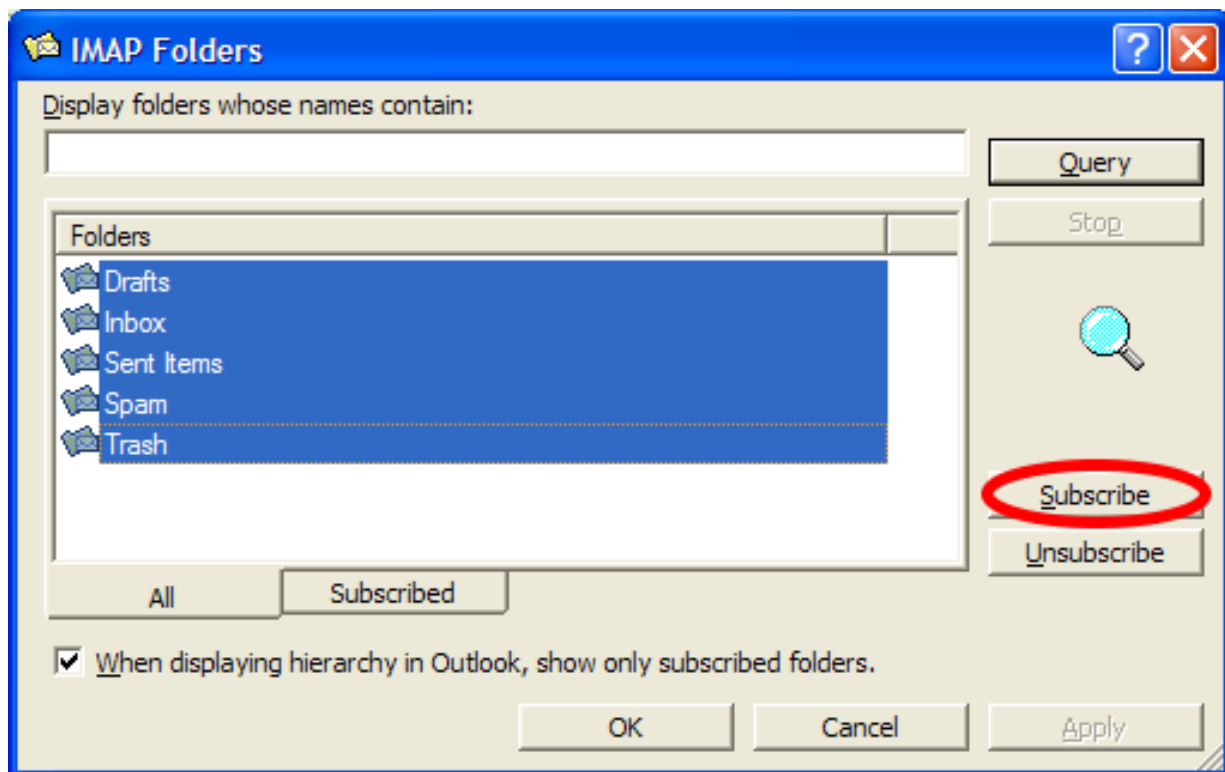 IMAP Folders
Display folders whose names contain:
Query
Stop
Folders
Drafts
Inbox
Sent Items
Spam
Trash
Subscribe
Unsubscribe
All
Subscribed
When displaying hierarchy in Outlook, show only subscribed folders.
OK
Cancel
Apply